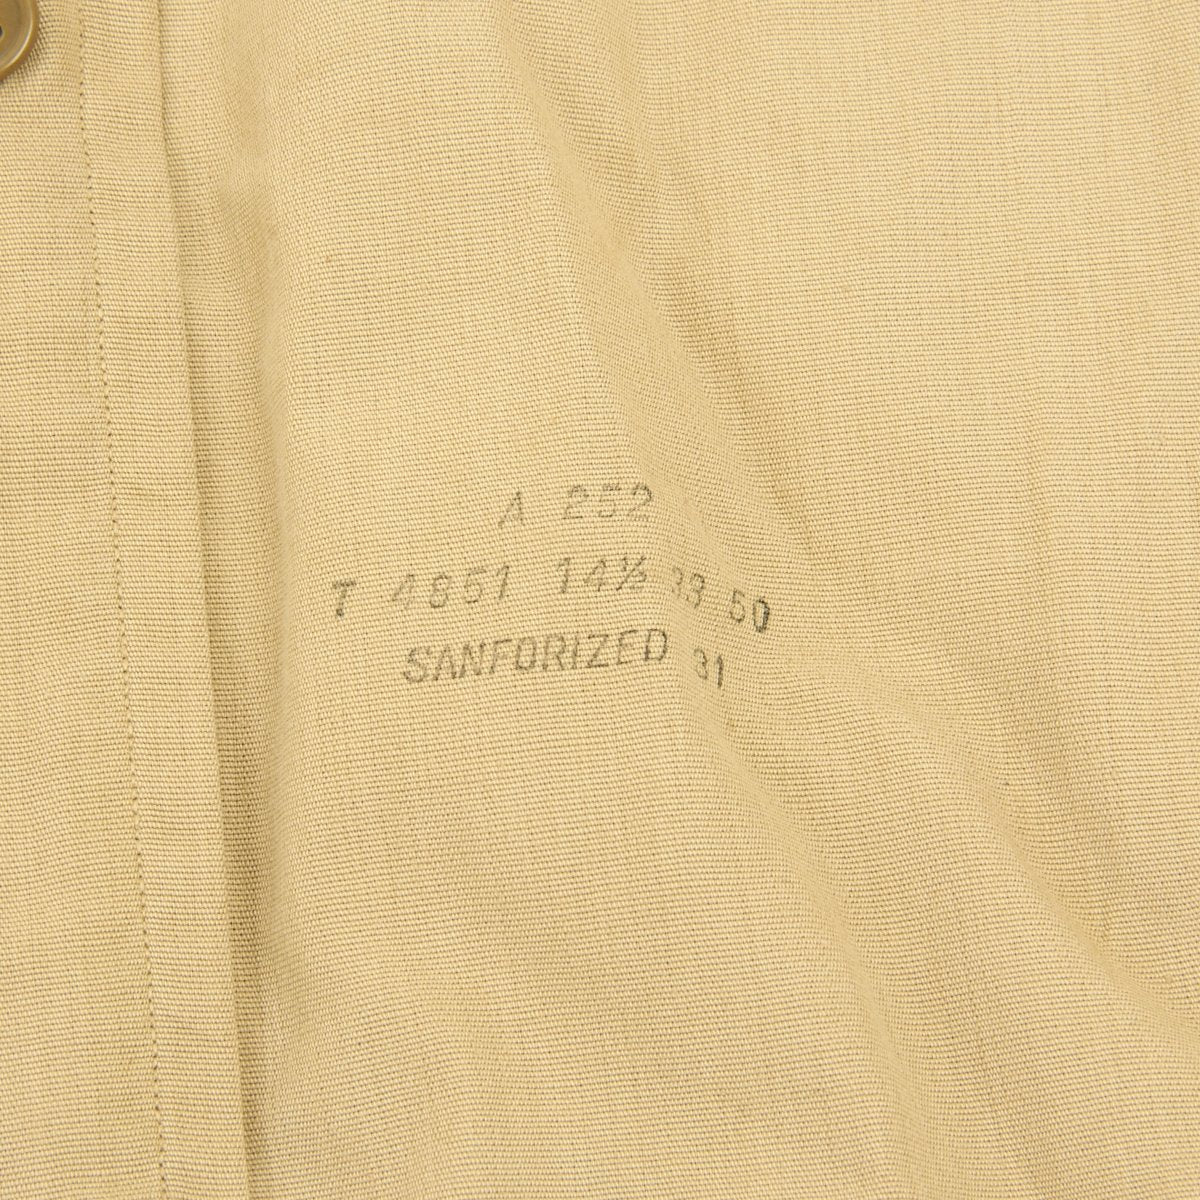 A 252
T 4851 14½ 33 50
SANFORIZED 31